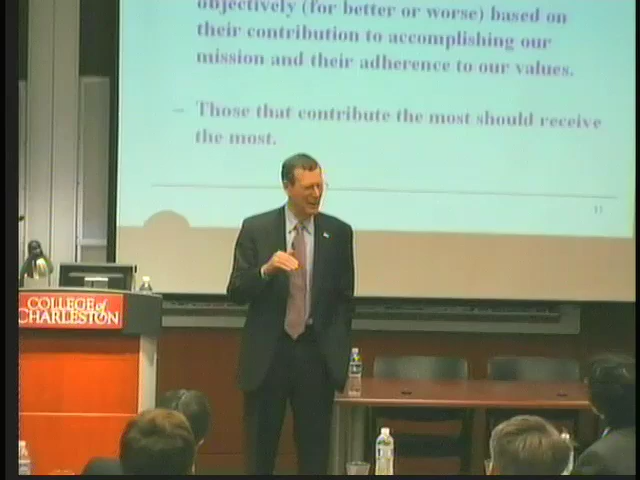 objectively (for better or worse) based on
their contribution to accomplishing our
mission and their adherence to our values.
– Those that contribute the most should receive
the most.
11
COLLEGE of
CHARLESTON